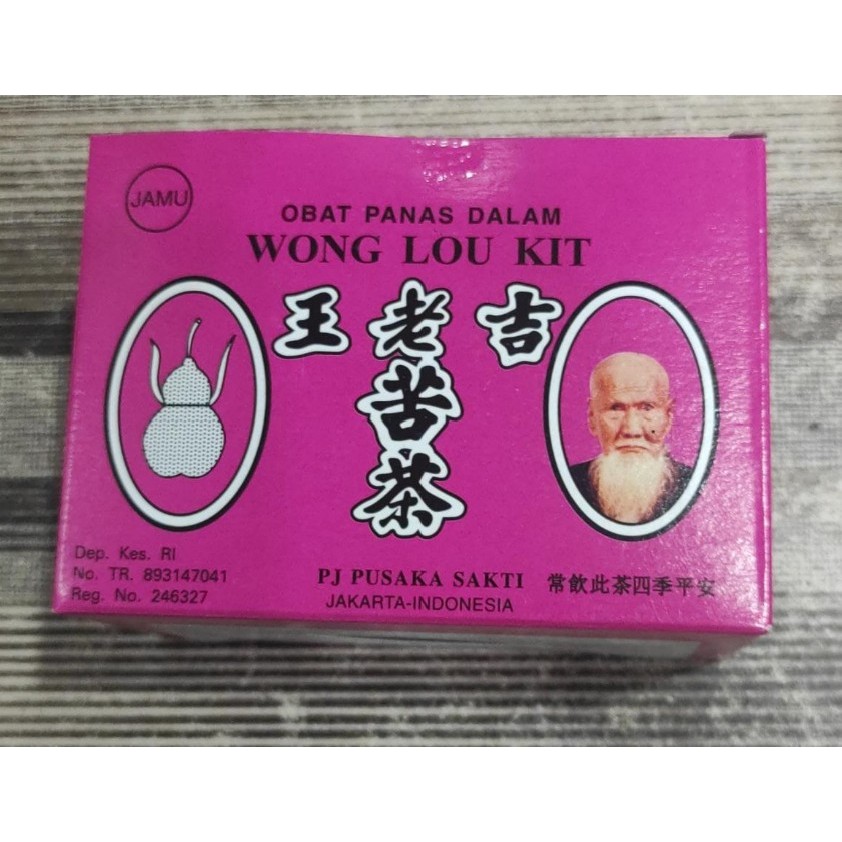 JAMU
OBAT PANAS DALAM
WONG LOU KIT
王老吉
苦茶
Dep. Kes. RI
No. TR. 893147041
Reg. No. 246327
PJ PUSAKA SAKTI
JAKARTA-INDONESIA
常飲此茶四季平安